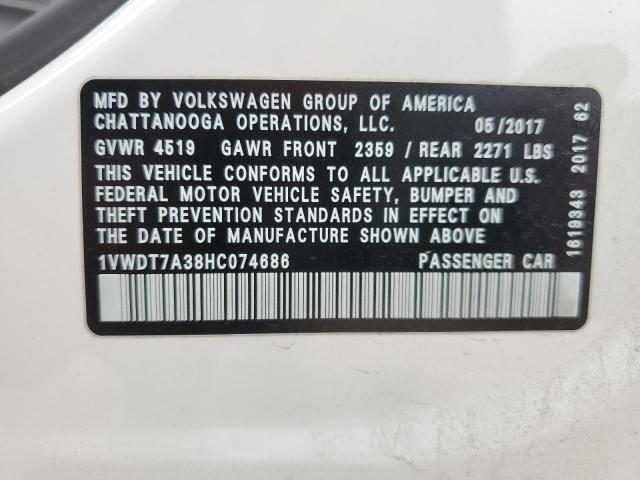 MFD BY VOLKSWAGEN GROUP OF AMERICA
CHATTANOOGA OPERATIONS, LLC. 05/2017
GVWR 4519 GAWR FRONT 2359 / REAR 2271 LBS
THIS VEHICLE CONFORMS TO ALL APPLICABLE U.S.
FEDERAL MOTOR VEHICLE SAFETY, BUMPER AND
THEFT PREVENTION STANDARDS IN EFFECT ON
THE DATE OF MANUFACTURE SHOWN ABOVE
1VWDT7A38HC074686 PASSENGER CAR
1619343 2017 62